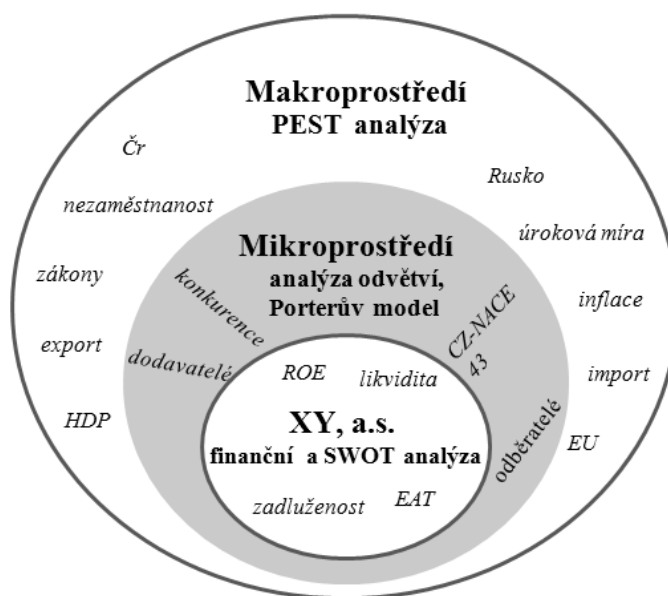 Makroprostředí
PEST analýza
Čr
Rusko
nezaměstnanost
úroková míra
Mikroprostředí
zákony
analýza odvětví,
konkurence
inflace
Porterův model
CZ-NACE
43
export
dodavatelé
ROE
likvidita
import
HDP
XY, a.s.
odběratelé
EU
finanční a SWOT analýza
zadluženost
EAT